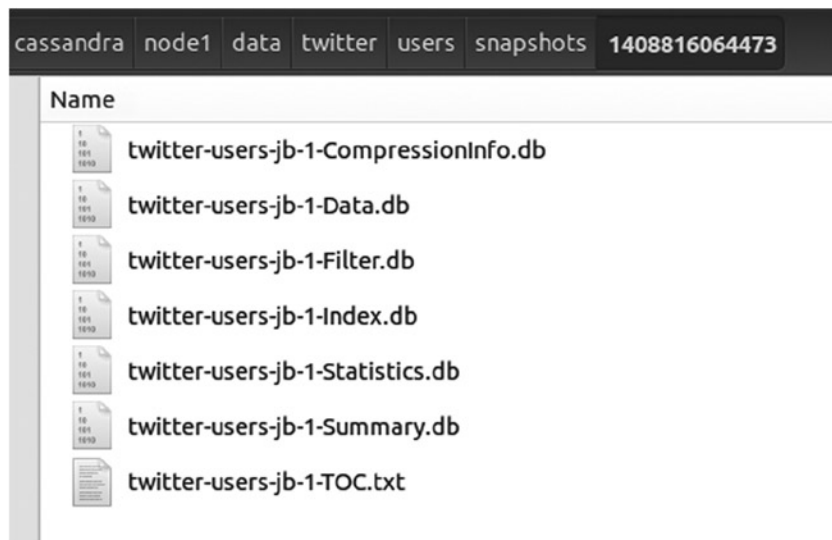 cassandra node1 data twitter users snapshots 1408816064473
Name
twitter-users-jb-1-CompressionInfo.db
twitter-users-jb-1-Data.db
twitter-users-jb-1-Filter.db
twitter-users-jb-1-Index.db
twitter-users-jb-1-Statistics.db
twitter-users-jb-1-Summary.db
twitter-users-jb-1-TOC.txt